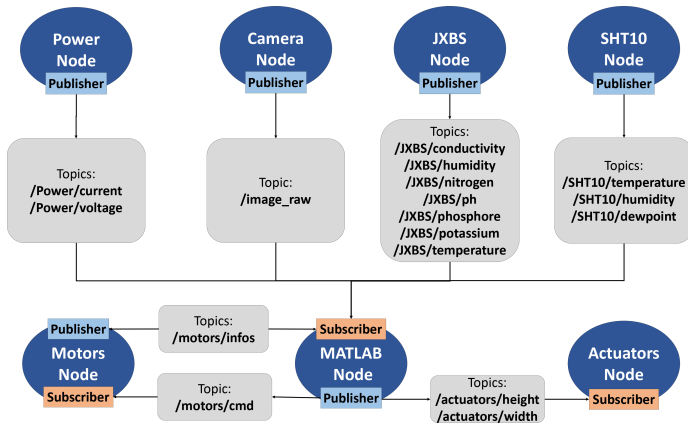 Power
Node
Publisher
Camera
Node
Publisher
JXBS
Node
Publisher
SHT10
Node
Publisher
Topics:
/Power/current
/Power/voltage
Topic:
/image_raw
Topics:
/JXBS/conductivity
/JXBS/humidity
/JXBS/nitrogen
/JXBS/ph
/JXBS/phosphore
/JXBS/potassium
/JXBS/temperature
Topics:
/SHT10/temperature
/SHT10/humidity
/SHT10/dewpoint
Publisher
Motors
Node
Subscriber
Topics:
/motors/infos
Topic:
/motors/cmd
Subscriber
MATLAB
Node
Publisher
Topics:
/actuators/height
/actuators/width
Actuators
Node
Subscriber